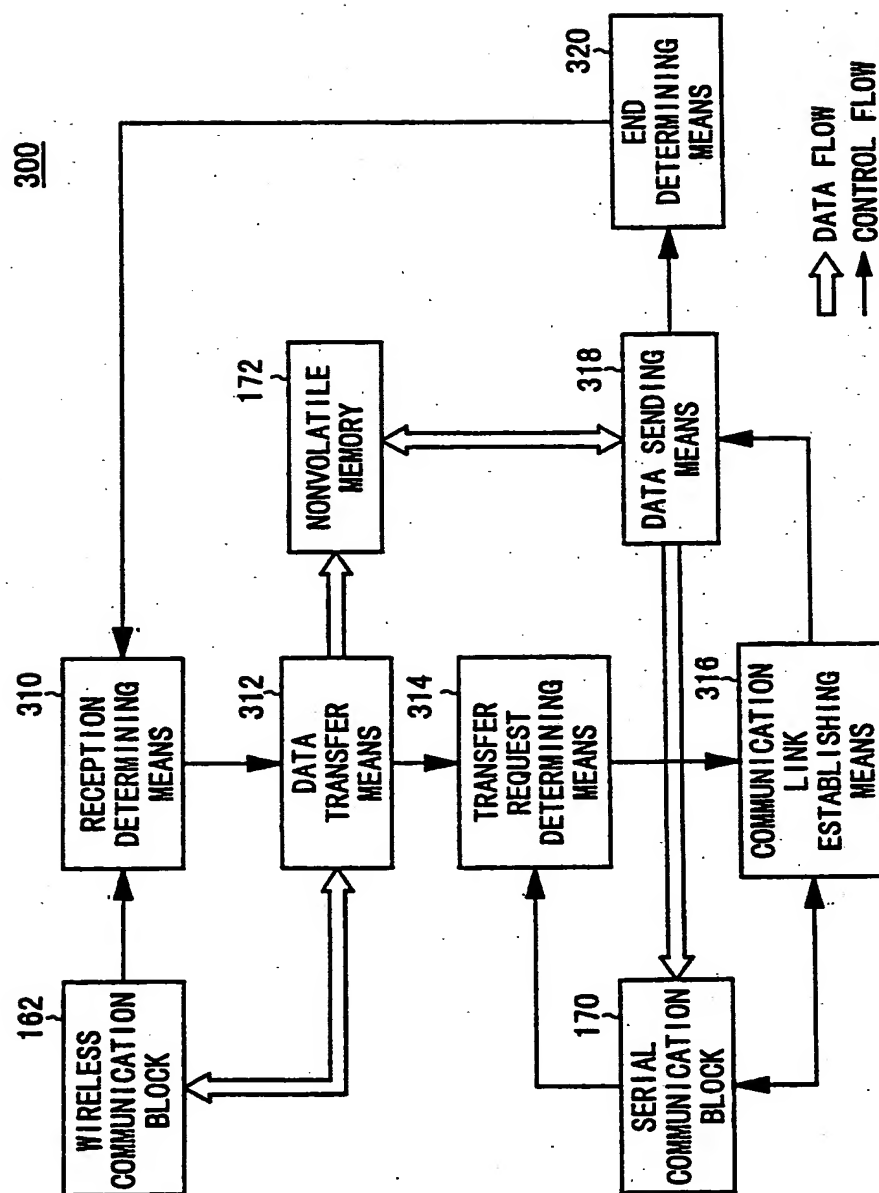 300
162
WIRELESS
COMMUNICATION
BLOCK
310
RECEPTION
DETERMINING
MEANS
312
DATA
TRANSFER
MEANS
172
NONVOLATILE
MEMORY
314
TRANSFER
REQUEST
DETERMINING
MEANS
170
SERIAL
COMMUNICATION
BLOCK
316
COMMUNICATION
LINK
ESTABLISHING
MEANS
318
DATA SENDING
MEANS
320
END
DETERMINING
MEANS
DATA FLOW
CONTROL FLOW